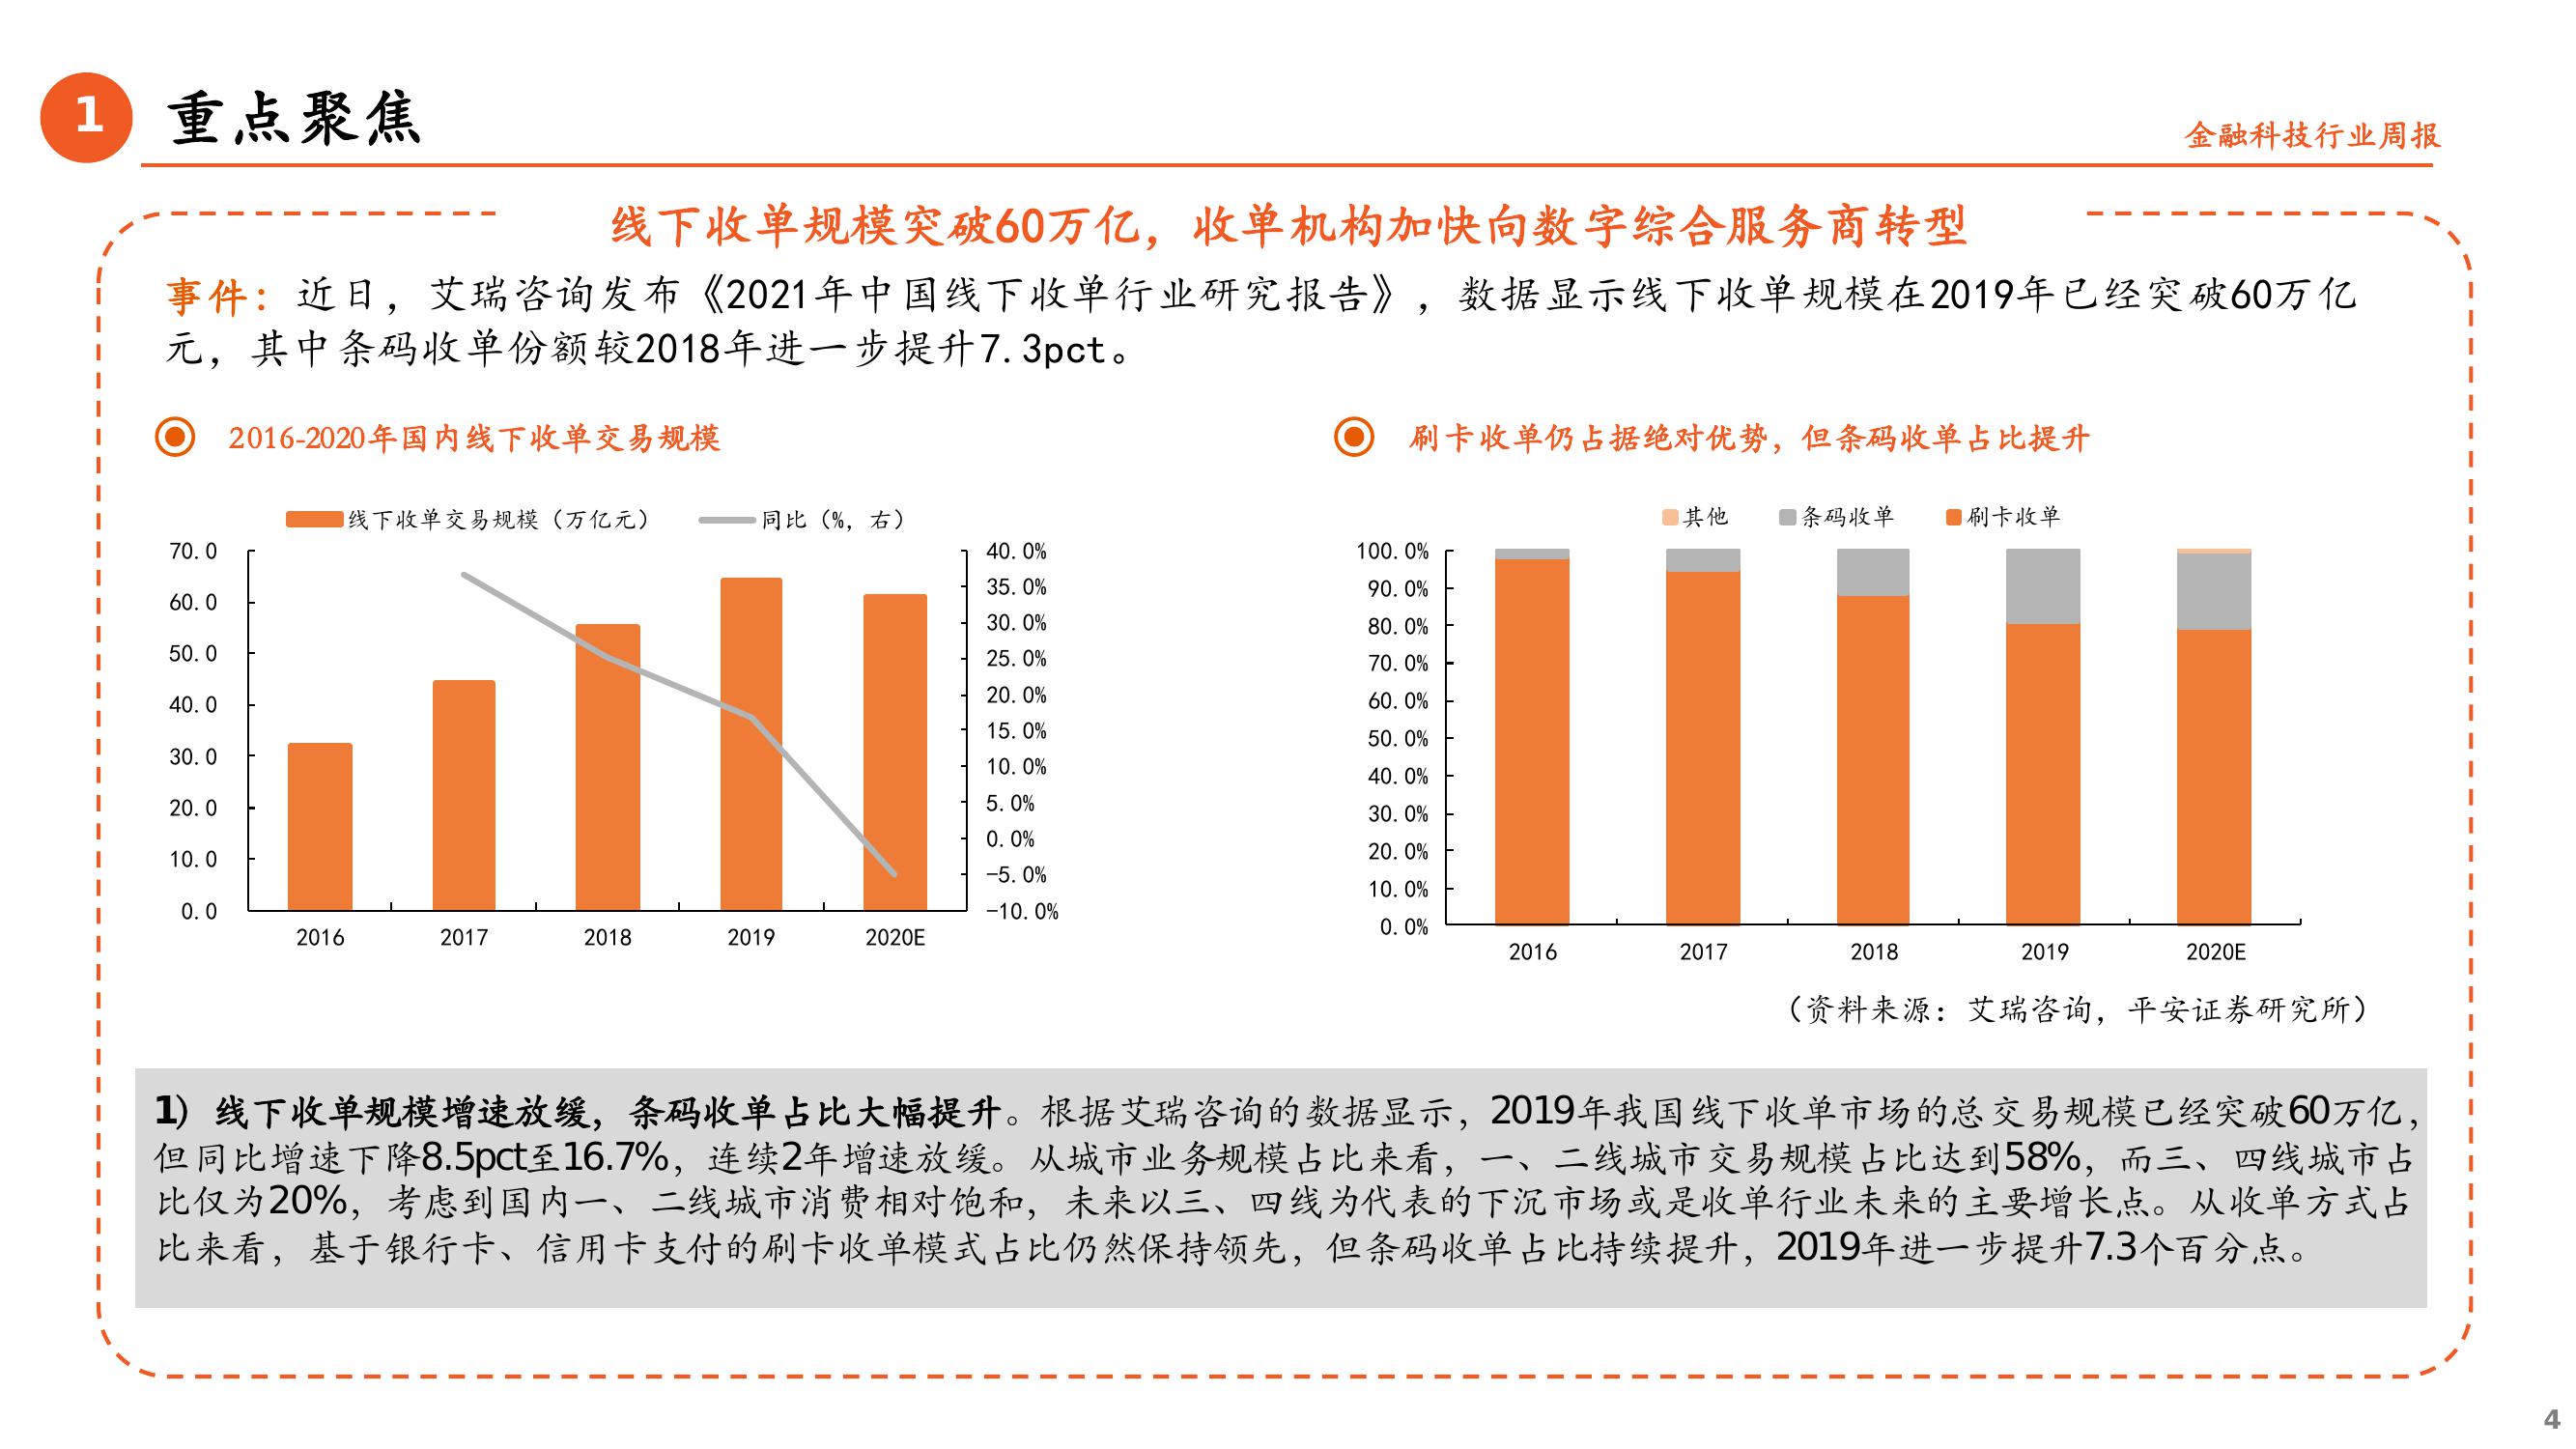 1
重点聚焦
金融科技行业周报
线下收单规模突破60万亿，收单机构加快向数字综合服务商转型
事件：近日，艾瑞咨询发布《2021年中国线下收单行业研究报告》，数据显示线下收单规模在2019年已经突破60万亿
元，其中条码收单份额较2018年进一步提升7.3pct。
2016-2020年国内线下收单交易规模
线下收单交易规模（万亿元） 同比（%，右）
70.0
60.0
50.0
40.0
30.0
20.0
10.0
0.0
40.0%
35.0%
30.0%
25.0%
20.0%
15.0%
10.0%
5.0%
0.0%
-5.0%
-10.0%
2016 2017 2018 2019 2020E
刷卡收单仍占据绝对优势，但条码收单占比提升
其他 条码收单 刷卡收单
100.0%
90.0%
80.0%
70.0%
60.0%
50.0%
40.0%
30.0%
20.0%
10.0%
0.0%
2016 2017 2018 2019 2020E
（资料来源：艾瑞咨询，平安证券研究所）
1）线下收单规模增速放缓，条码收单占比大幅提升。根据艾瑞咨询的数据显示，2019年我国线下收单市场的总交易规模已经突破60万亿，
但同比增速下降8.5pct至16.7%，连续2年增速放缓。从城市业务规模占比来看，一、二线城市交易规模占比达到58%，而三、四线城市占
比仅为20%，考虑到国内一、二线城市消费相对饱和，未来以三、四线为代表的下沉市场或是收单行业未来的主要增长点。从收单方式占
比来看，基于银行卡、信用卡支付的刷卡收单模式占比仍然保持领先，但条码收单占比持续提升，2019年进一步提升7.3个百分点。
4